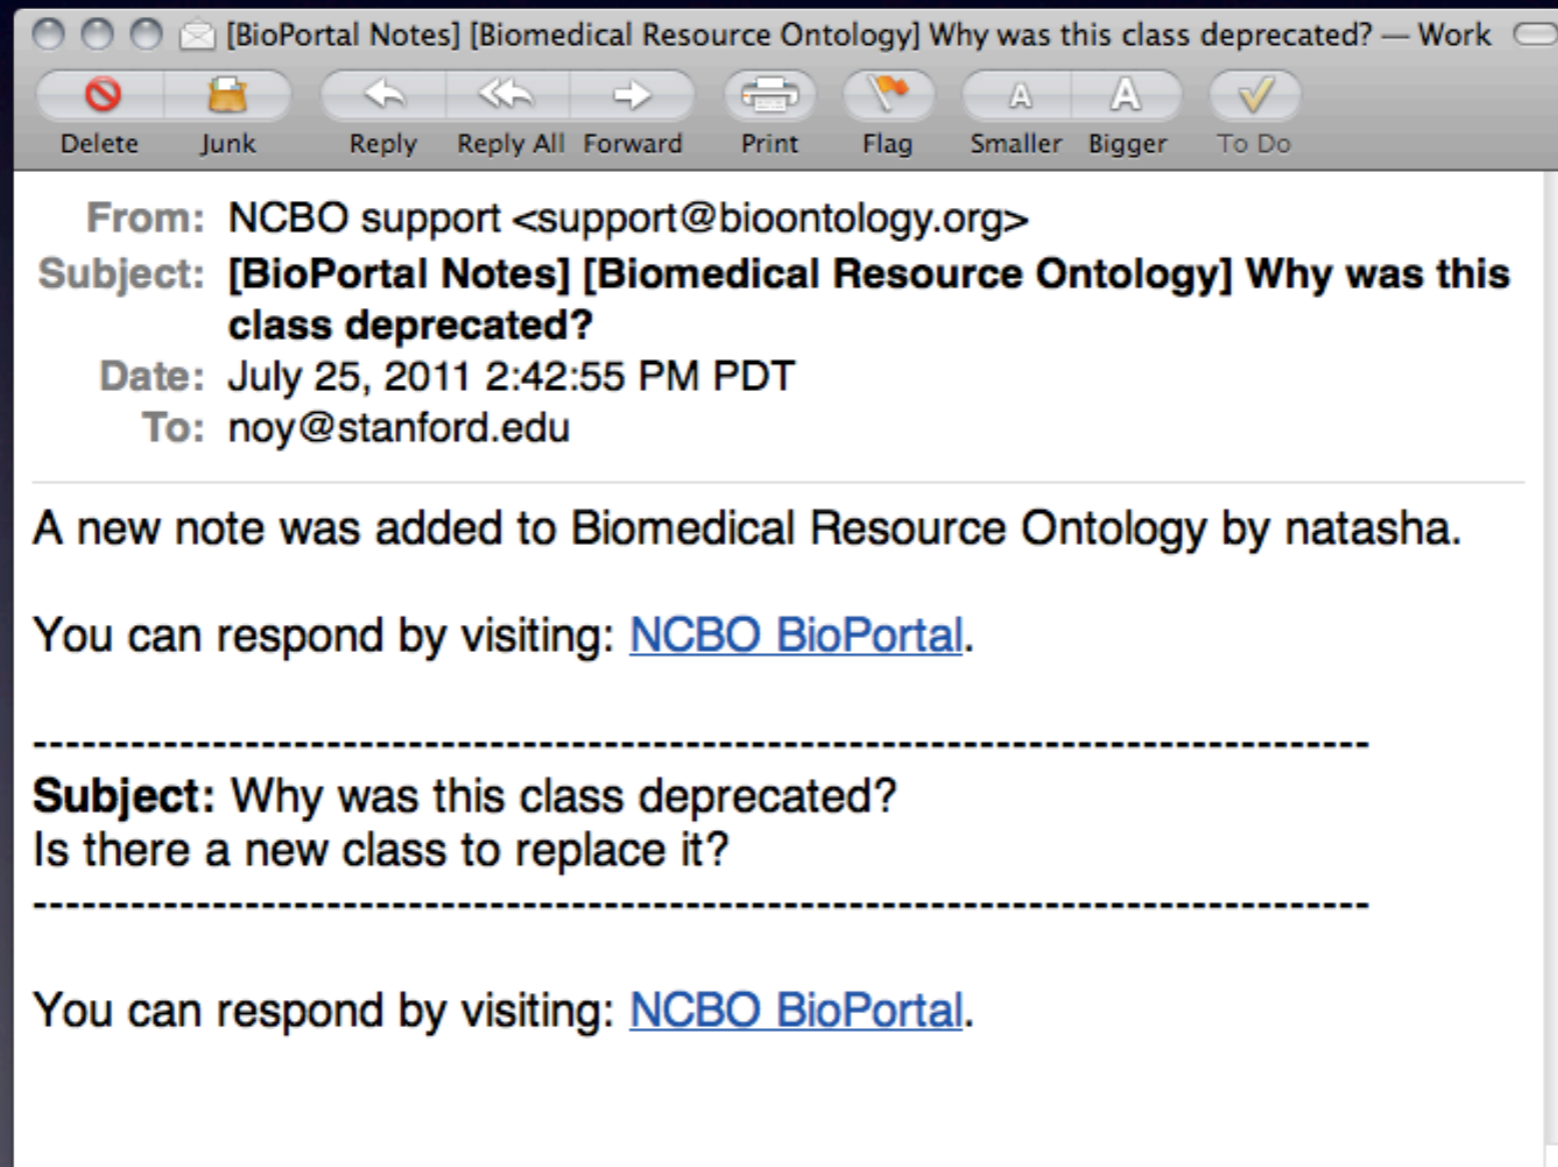 [BioPortal Notes] [Biomedical Resource Ontology] Why was this class deprecated? — Work
Delete Junk Reply Reply All Forward Print Flag Smaller Bigger To Do
From: NCBO support <support@bioontology.org>
Subject: [BioPortal Notes] [Biomedical Resource Ontology] Why was this
class deprecated?
Date: July 25, 2011 2:42:55 PM PDT
To: noy@stanford.edu
A new note was added to Biomedical Resource Ontology by natasha.
You can respond by visiting: NCBO BioPortal.
-----------------------------------------------------------------------------------
Subject: Why was this class deprecated?
Is there a new class to replace it?
-----------------------------------------------------------------------------------
You can respond by visiting: NCBO BioPortal.